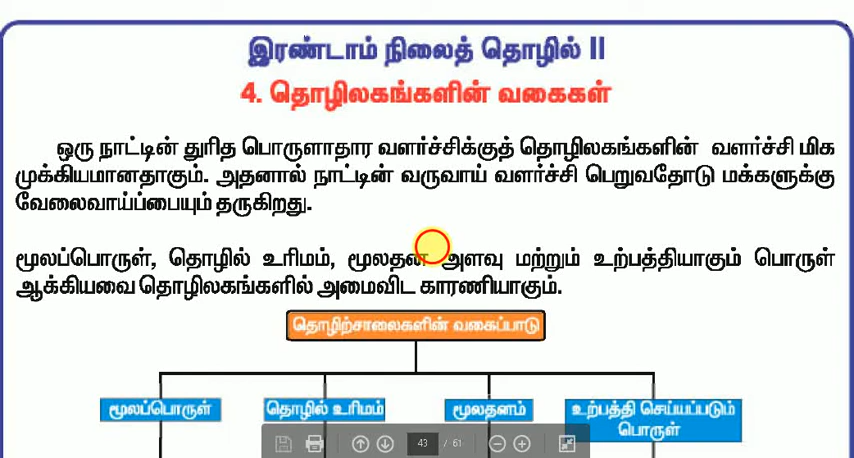 இரண்டாம் நிலைத் தொழில் II
4. தொழிலகங்களின் வகைகள்
ஒரு நாட்டின் துரித பொருளாதார வளர்ச்சிக்குத் தொழிலகங்களின் வளர்ச்சி மிக
முக்கியமானதாகும். அதனால் நாட்டின் வருவாய் வளர்ச்சி பெறுவதோடு மக்களுக்கு
வேலைவாய்ப்பையும் தருகிறது.
மூலப்பொருள், தொழில் உரிமம், மூலதன அளவு மற்றும் உற்பத்தியாகும் பொருள்
ஆக்கியவை தொழிலகங்களில் அமைவிட காரணியாகும்.
தொழிற்சாலைகளின் வகைப்பாடு
மூலப்பொருள் தொழில் உரிமம் மூலதனம் உற்பத்தி செய்யப்படும்
பொருள்
43 / 61